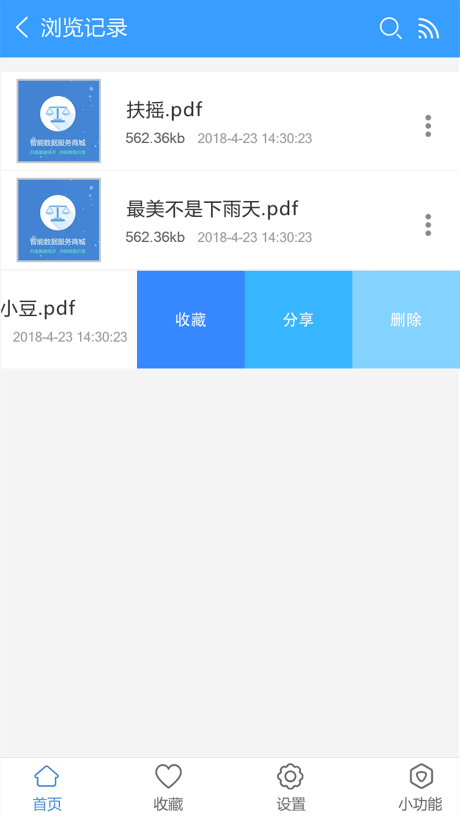 浏览记录
智能数据服务商城
扶摇.pdf
562.36kb 2018-4-23 14:30:23
智能数据服务商城
最美不是下雨天.pdf
562.36kb 2018-4-23 14:30:23
小豆.pdf
2018-4-23 14:30:23
收藏
分享
删除
首页
收藏
设置
小功能